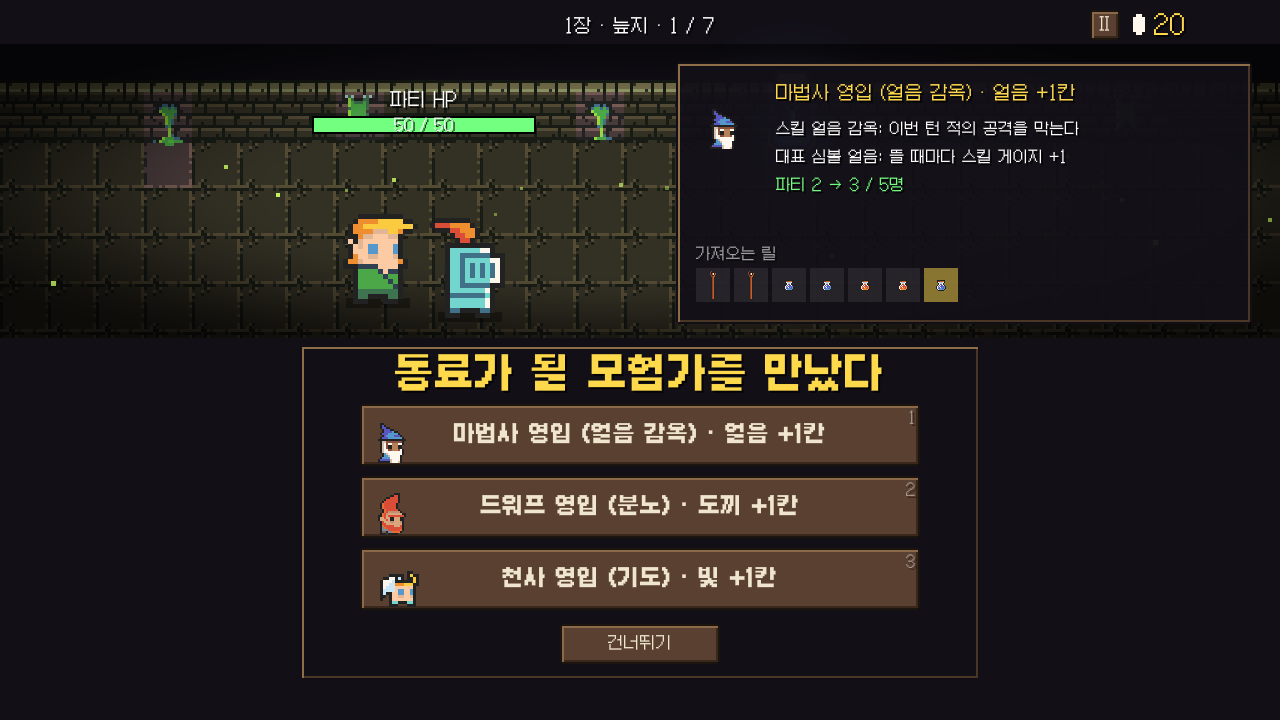 1장 · 늪지 · 1 / 7
II
20
파티 HP
50 / 50
마법사 영입 (얼음 감옥) · 얼음 +1칸
스킬 얼음 감옥: 이번 턴 적의 공격을 막는다
대표 심볼 얼음: 뜰 때마다 스킬 게이지 +1
파티 2 → 3 / 5명
가져오는 릴
동료가 될 모험가를 만났다
마법사 영입 (얼음 감옥) · 얼음 +1칸
1
드워프 영입 (분노) · 도끼 +1칸
2
천사 영입 (기도) · 빛 +1칸
3
건너뛰기